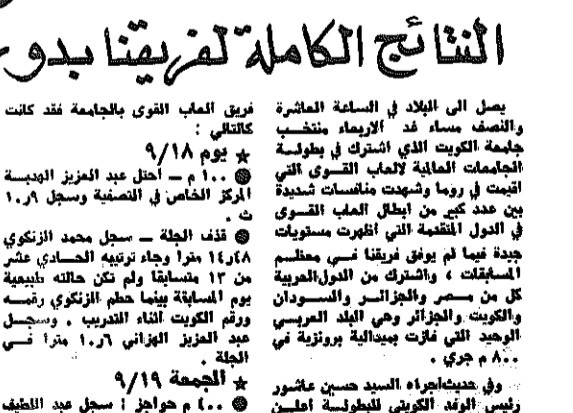 النتائج الكاملة لفريقنا بدو
يصل الى البلاد في الساعة العاشرة
والنصف مساء غد الاربعاء منتخب
جامعة الكويت الذي اشترك في بطولة
الجامعات العالمية لالعاب القوى التي
اقيمت في روما وشهدت منافسات شديدة
بين عدد كبير من ابطال العاب القوى
في الدول المتقدمة التي اظهرت مستويات
جيدة فيما لم يوفق فريقنا في معظم
المسابقات ، واشترك من الدول العربية
كل من مصر والجزائر والسودان
والكويت والجزائر وهي البلد العربي
الوحيد التي فازت بميدالية برونزية في
٨٠٠ م جري .
وفي حديث اجراه السيد حسين عاشور
رئيس الوفد الكويتي للبطولة أعلن
فريق العاب القوى بالجامعة فقد كانت
كالتالي :
★ يوم ٩/١٨
● ١٠٠ م — احتل عبد العزيز الهدبسة
المركز الخاص في التصفية وسجل ١٠٫٩
ث .
● قذف الجلة — سجل محمد الزنكوي
١٤٫٤٨ مترا وجاء ترتيبه الحادي عشر
من ١٣ متسابقا ولم تكن حالته طبيعية
يوم المسابقة بينما حطم الزنكوي رقمه
ورقم الكويت اثناء التدريب . وسجل
عبد العزيز الهزاني ١٠٫٦ مترا في
الجلة .
★ الجمعة ٩/١٩
● ٤٠٠ م حواجز : سجل عبد اللطيف